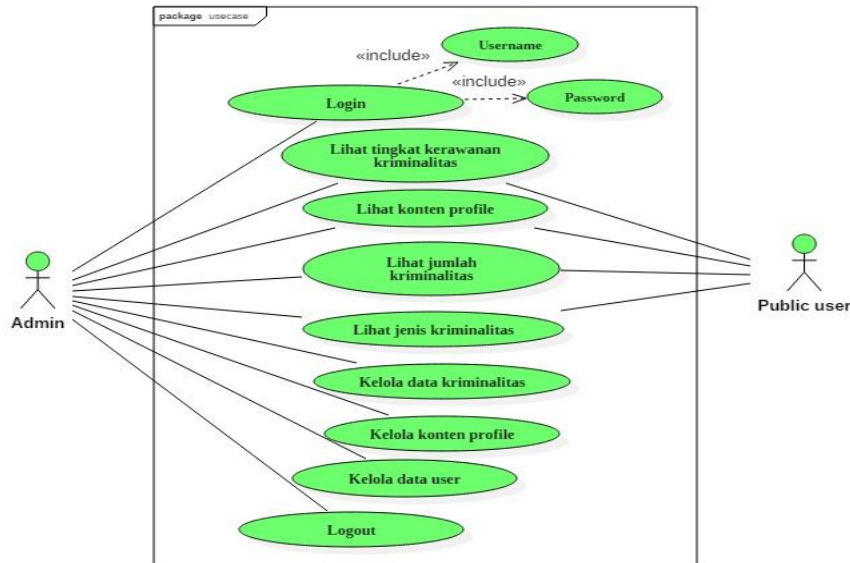 package usecase
«include»
Username
«include»
Password
Login
Lihat tingkat kerawanan
kriminalitas
Lihat konten profile
Lihat jumlah
kriminalitas
Lihat jenis kriminalitas
Kelola data kriminalitas
Kelola konten profile
Kelola data user
Logout
Admin
Public user